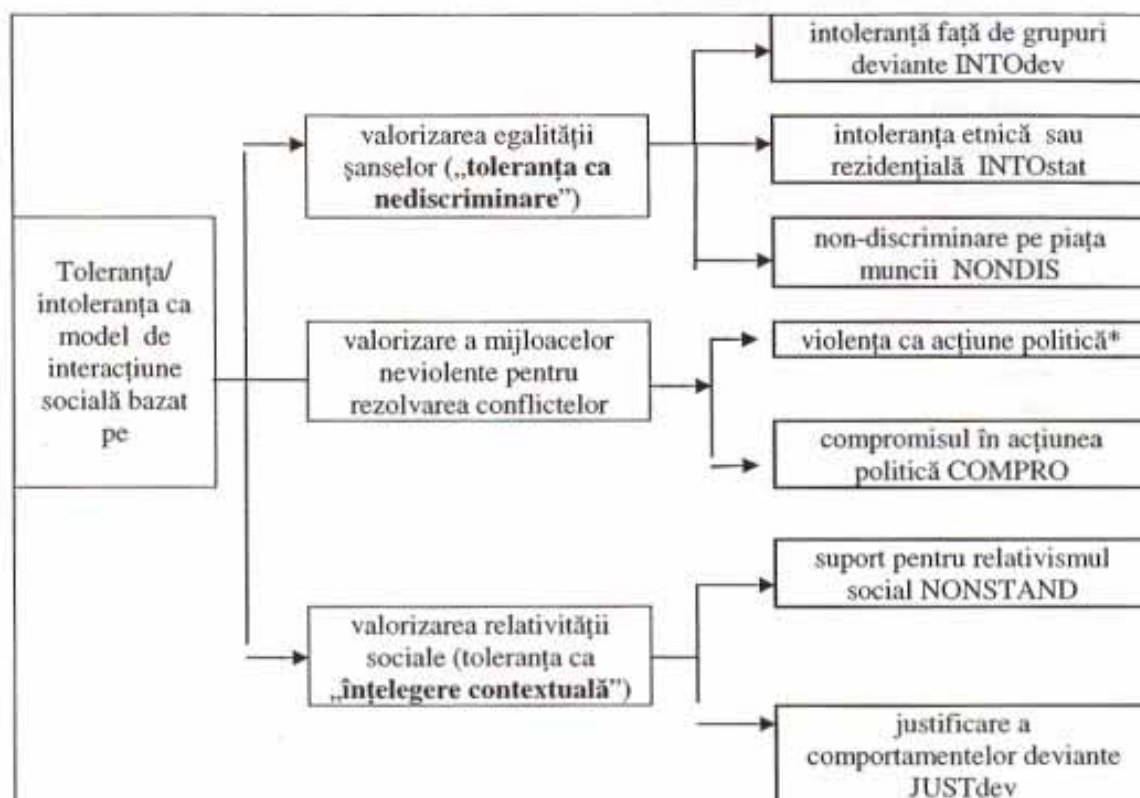 Toleranța/
intoleranța ca
model de
interacțiune
socială bazat
pe
valorizarea egalității
șanselor („toleranța ca
nediscriminare”)
intoleranță față de grupuri
deviante INTOdev
intoleranța etnică sau
rezidențială INTOstat
non-discriminare pe piața
muncii NONDIS
valorizare a mijloacelor
neviolente pentru
rezolvarea conflictelor
violența ca acțiune politică*
compromisul în acțiunea
politică COMPRO
valorizarea relativității
sociale (toleranța ca
„înțelegere contextuală”)
suport pentru relativismul
social NONSTAND
justificare a
comportamentelor deviante
JUSTdev